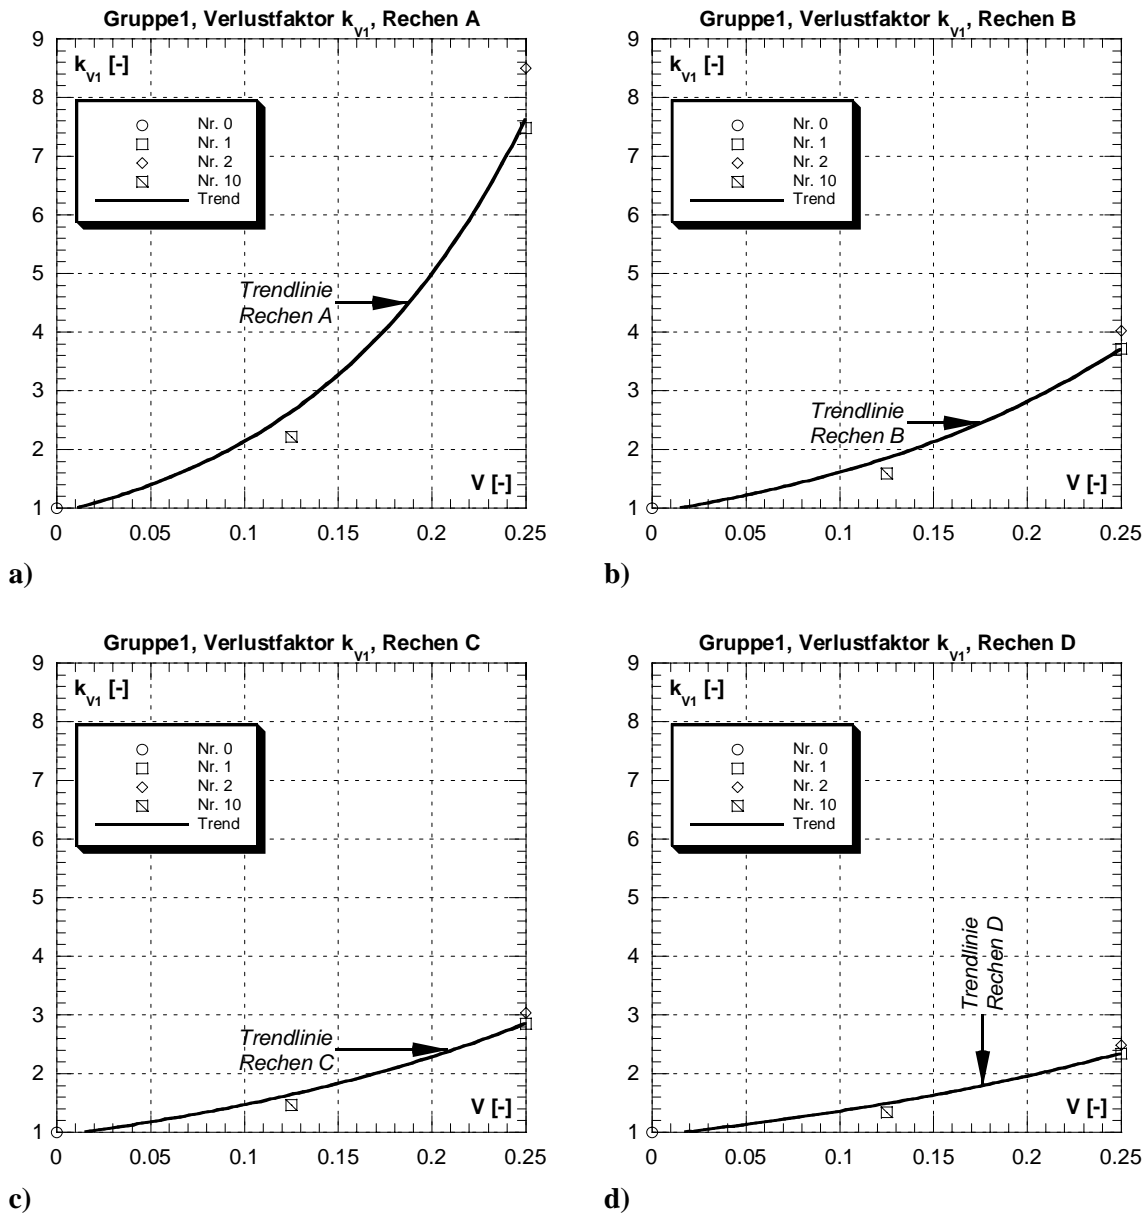 Gruppe1, Verlustfaktor kV1, Rechen A
9
kV1 [-]
8
Nr. 0
Nr. 1
Nr. 2
Nr. 10
Trend
7
6
5
Trendlinie
Rechen A
4
3
2
V [-]
1
0 0.05 0.1 0.15 0.2 0.25
a)
Gruppe1, Verlustfaktor kV1, Rechen B
9
kV1 [-]
8
Nr. 0
Nr. 1
Nr. 2
Nr. 10
Trend
7
6
5
4
3
Trendlinie
Rechen B
2
V [-]
1
0 0.05 0.1 0.15 0.2 0.25
b)
Gruppe1, Verlustfaktor kV1, Rechen C
9
kV1 [-]
8
Nr. 0
Nr. 1
Nr. 2
Nr. 10
Trend
7
6
5
4
3
Trendlinie
Rechen C
2
V [-]
1
0 0.05 0.1 0.15 0.2 0.25
c)
Gruppe1, Verlustfaktor kV1, Rechen D
9
kV1 [-]
8
Nr. 0
Nr. 1
Nr. 2
Nr. 10
Trend
7
6
5
4
Trendlinie
Rechen D
3
2
V [-]
1
0 0.05 0.1 0.15 0.2 0.25
d)